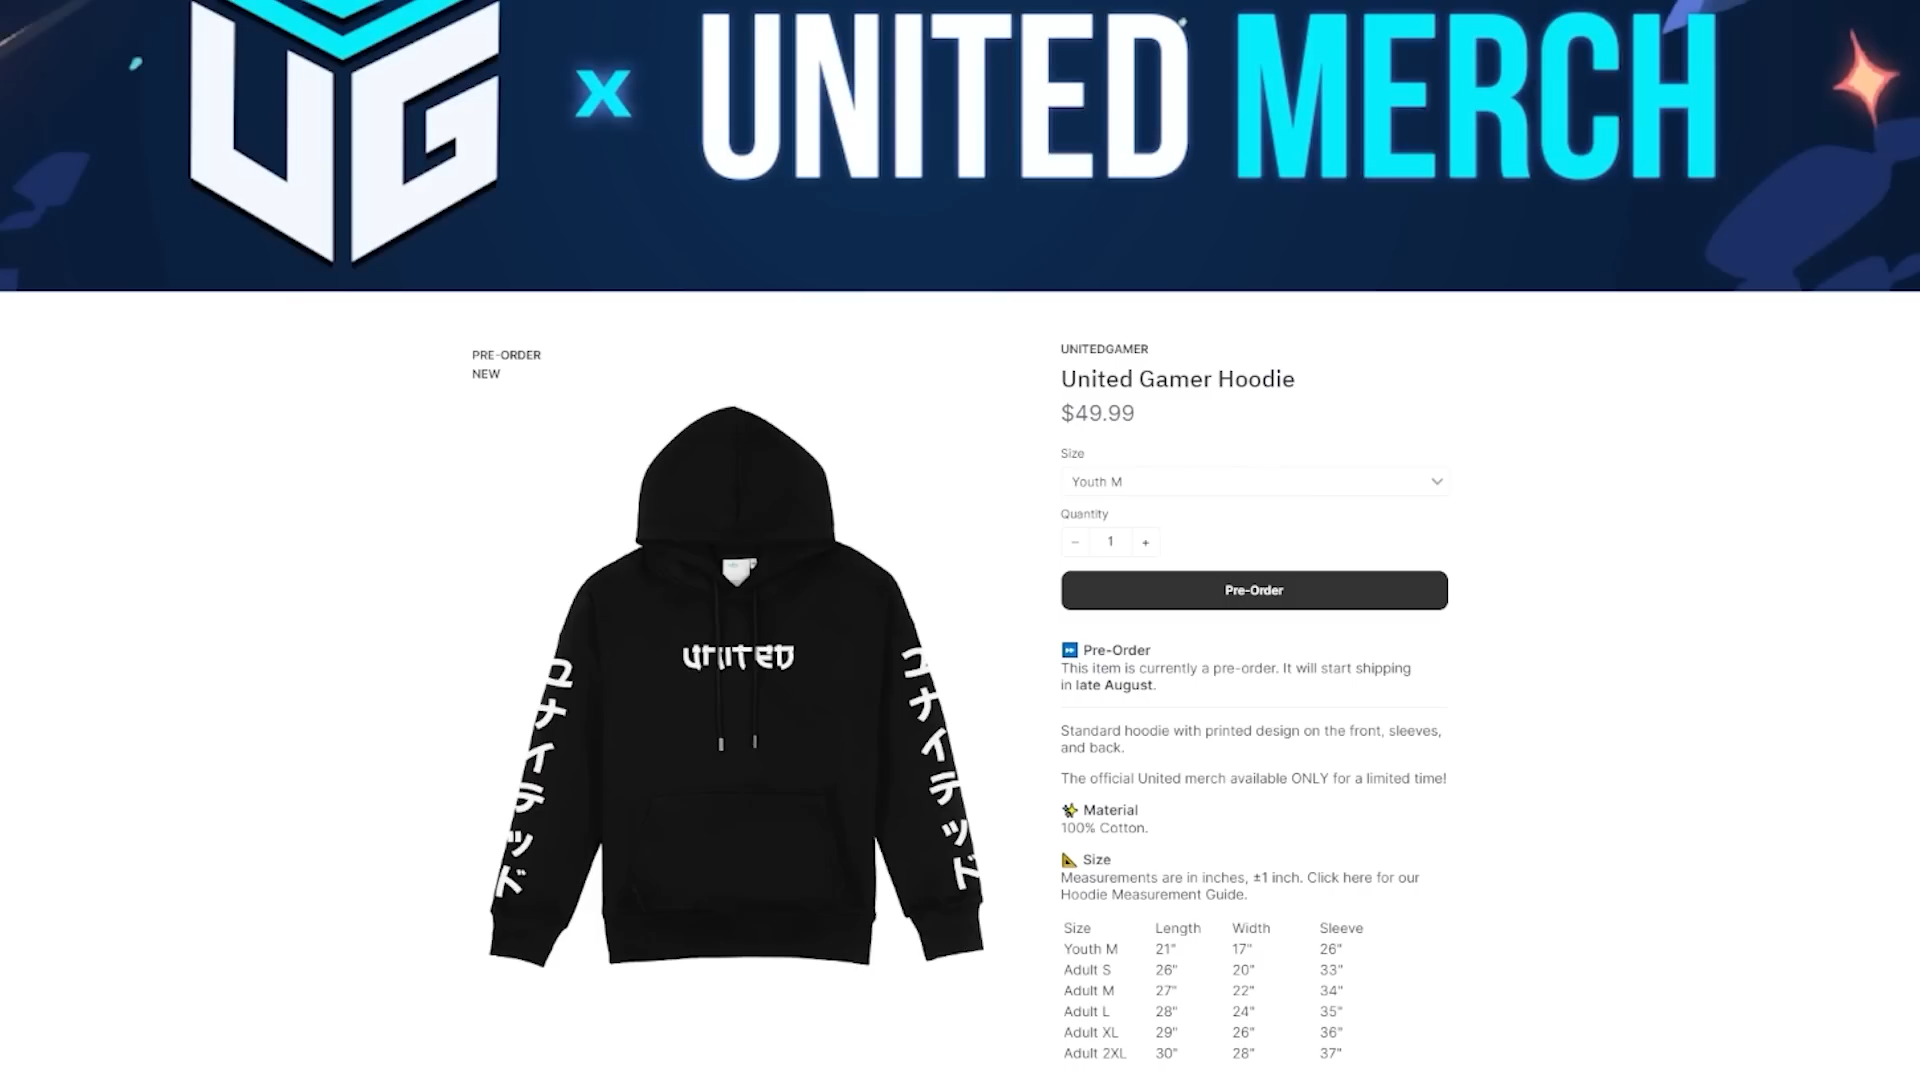 UG x UNITED MERCH
PRE-ORDER
NEW
UNITED
ユナイテッド
ユナイテッド
UNITEDGAMER
United Gamer Hoodie
$49.99
Size
Youth M
Quantity
− 1 +
Pre-Order
Pre-Order
This item is currently a pre-order. It will start shipping
in late August.
Standard hoodie with printed design on the front, sleeves,
and back.
The official United merch available ONLY for a limited time!
Material
100% Cotton.
Size
Measurements are in inches, ±1 inch. Click here for our
Hoodie Measurement Guide.
Size Length Width Sleeve
Youth M 21" 17" 26"
Adult S 26" 20" 33"
Adult M 27" 22" 34"
Adult L 28" 24" 35"
Adult XL 29" 26" 36"
Adult 2XL 30" 28" 37"